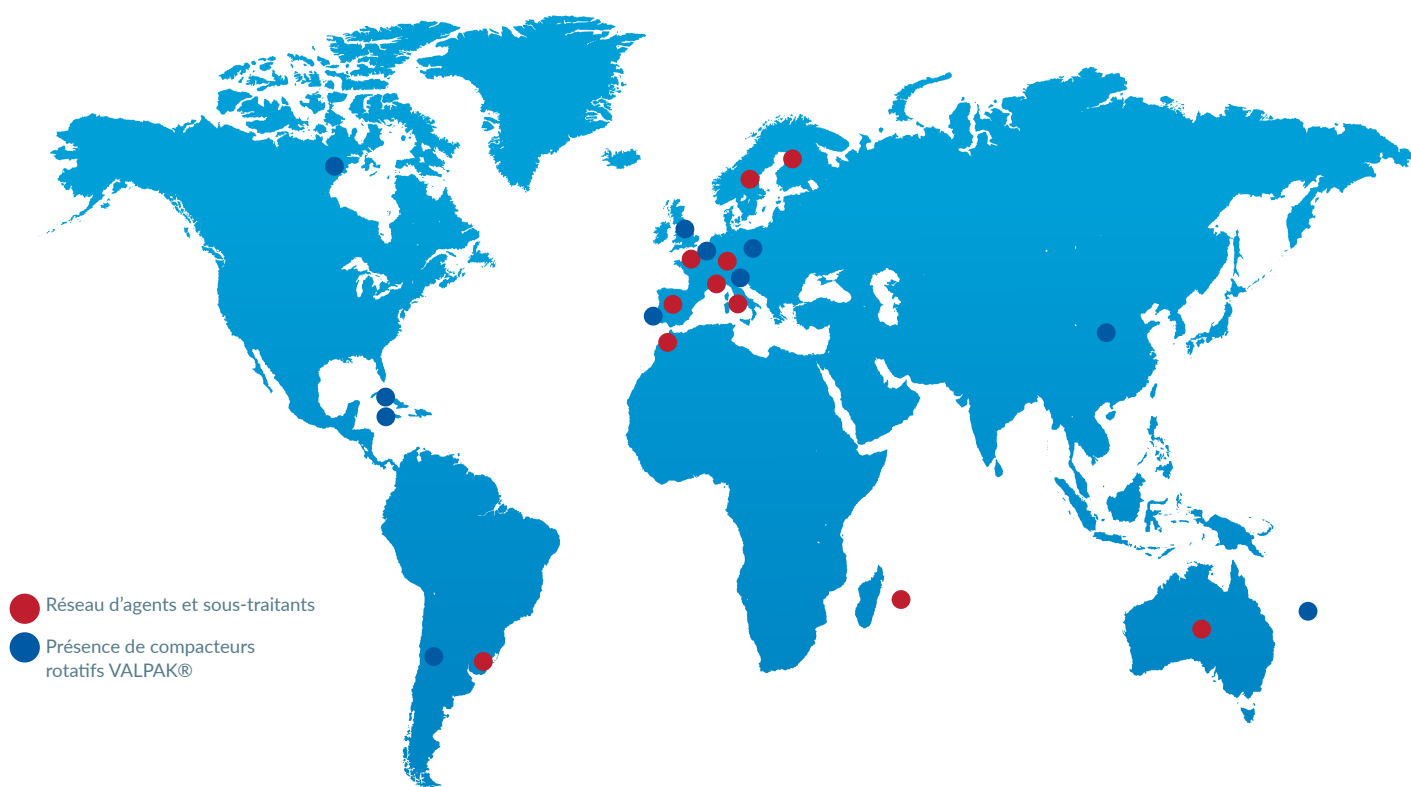 Réseau d’agents et sous-traitants
Présence de compacteurs
rotatifs VALPAK®